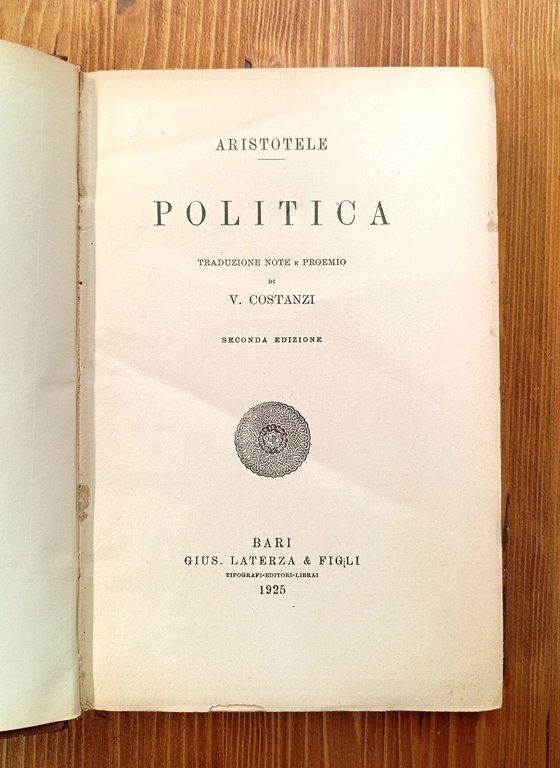 ARISTOTELE
POLITICA
TRADUZIONE NOTE E PROEMIO
DI
V. COSTANZI
SECONDA EDIZIONE
BARI
GIUS. LATERZA & FIGLI
TIPOGRAFI-EDITORI-LIBRAI
1925